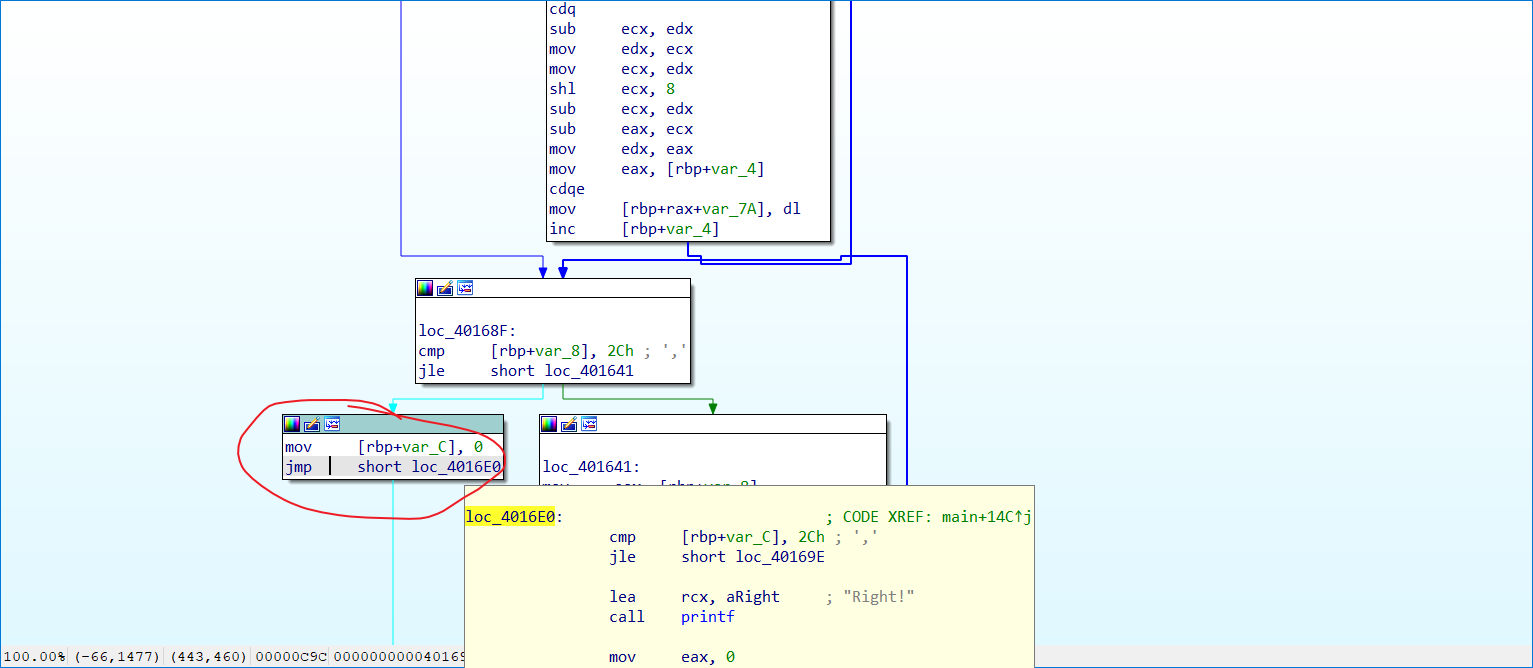 cdq
sub ecx, edx
mov edx, ecx
mov ecx, edx
shl ecx, 8
sub ecx, edx
sub eax, ecx
mov edx, eax
mov eax, [rbp+var_4]
cdqe
mov [rbp+rax+var_7A], dl
inc [rbp+var_4]
loc_40168F:
cmp [rbp+var_8], 2Ch ; ','
jle short loc_401641
mov [rbp+var_C], 0
jmp short loc_4016E0
loc_401641:
loc_4016E0: ; CODE XREF: main+14C↑j
cmp [rbp+var_C], 2Ch ; ','
jle short loc_40169E
lea rcx, aRight ; "Right!"
call printf
mov eax, 0
100.00% (-66,1477) (443,460) 00000C9C 000000000040169